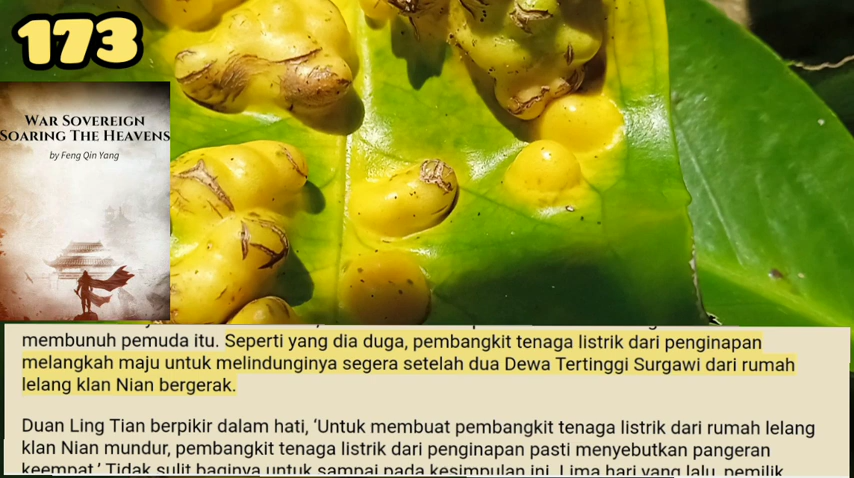 173
WAR SOVEREIGN
SOARING THE HEAVENS
by Feng Qin Yang
membunuh pemuda itu. Seperti yang dia duga, pembangkit tenaga listrik dari penginapan
melangkah maju untuk melindunginya segera setelah dua Dewa Tertinggi Surgawi dari rumah
lelang klan Nian bergerak.
Duan Ling Tian berpikir dalam hati, ‘Untuk membuat pembangkit tenaga listrik dari rumah lelang
klan Nian mundur, pembangkit tenaga listrik dari penginapan pasti menyebutkan pangeran
keempat.’ Tidak sulit baginya untuk sampai pada kesimpulan ini. Lima hari yang lalu, pemilik